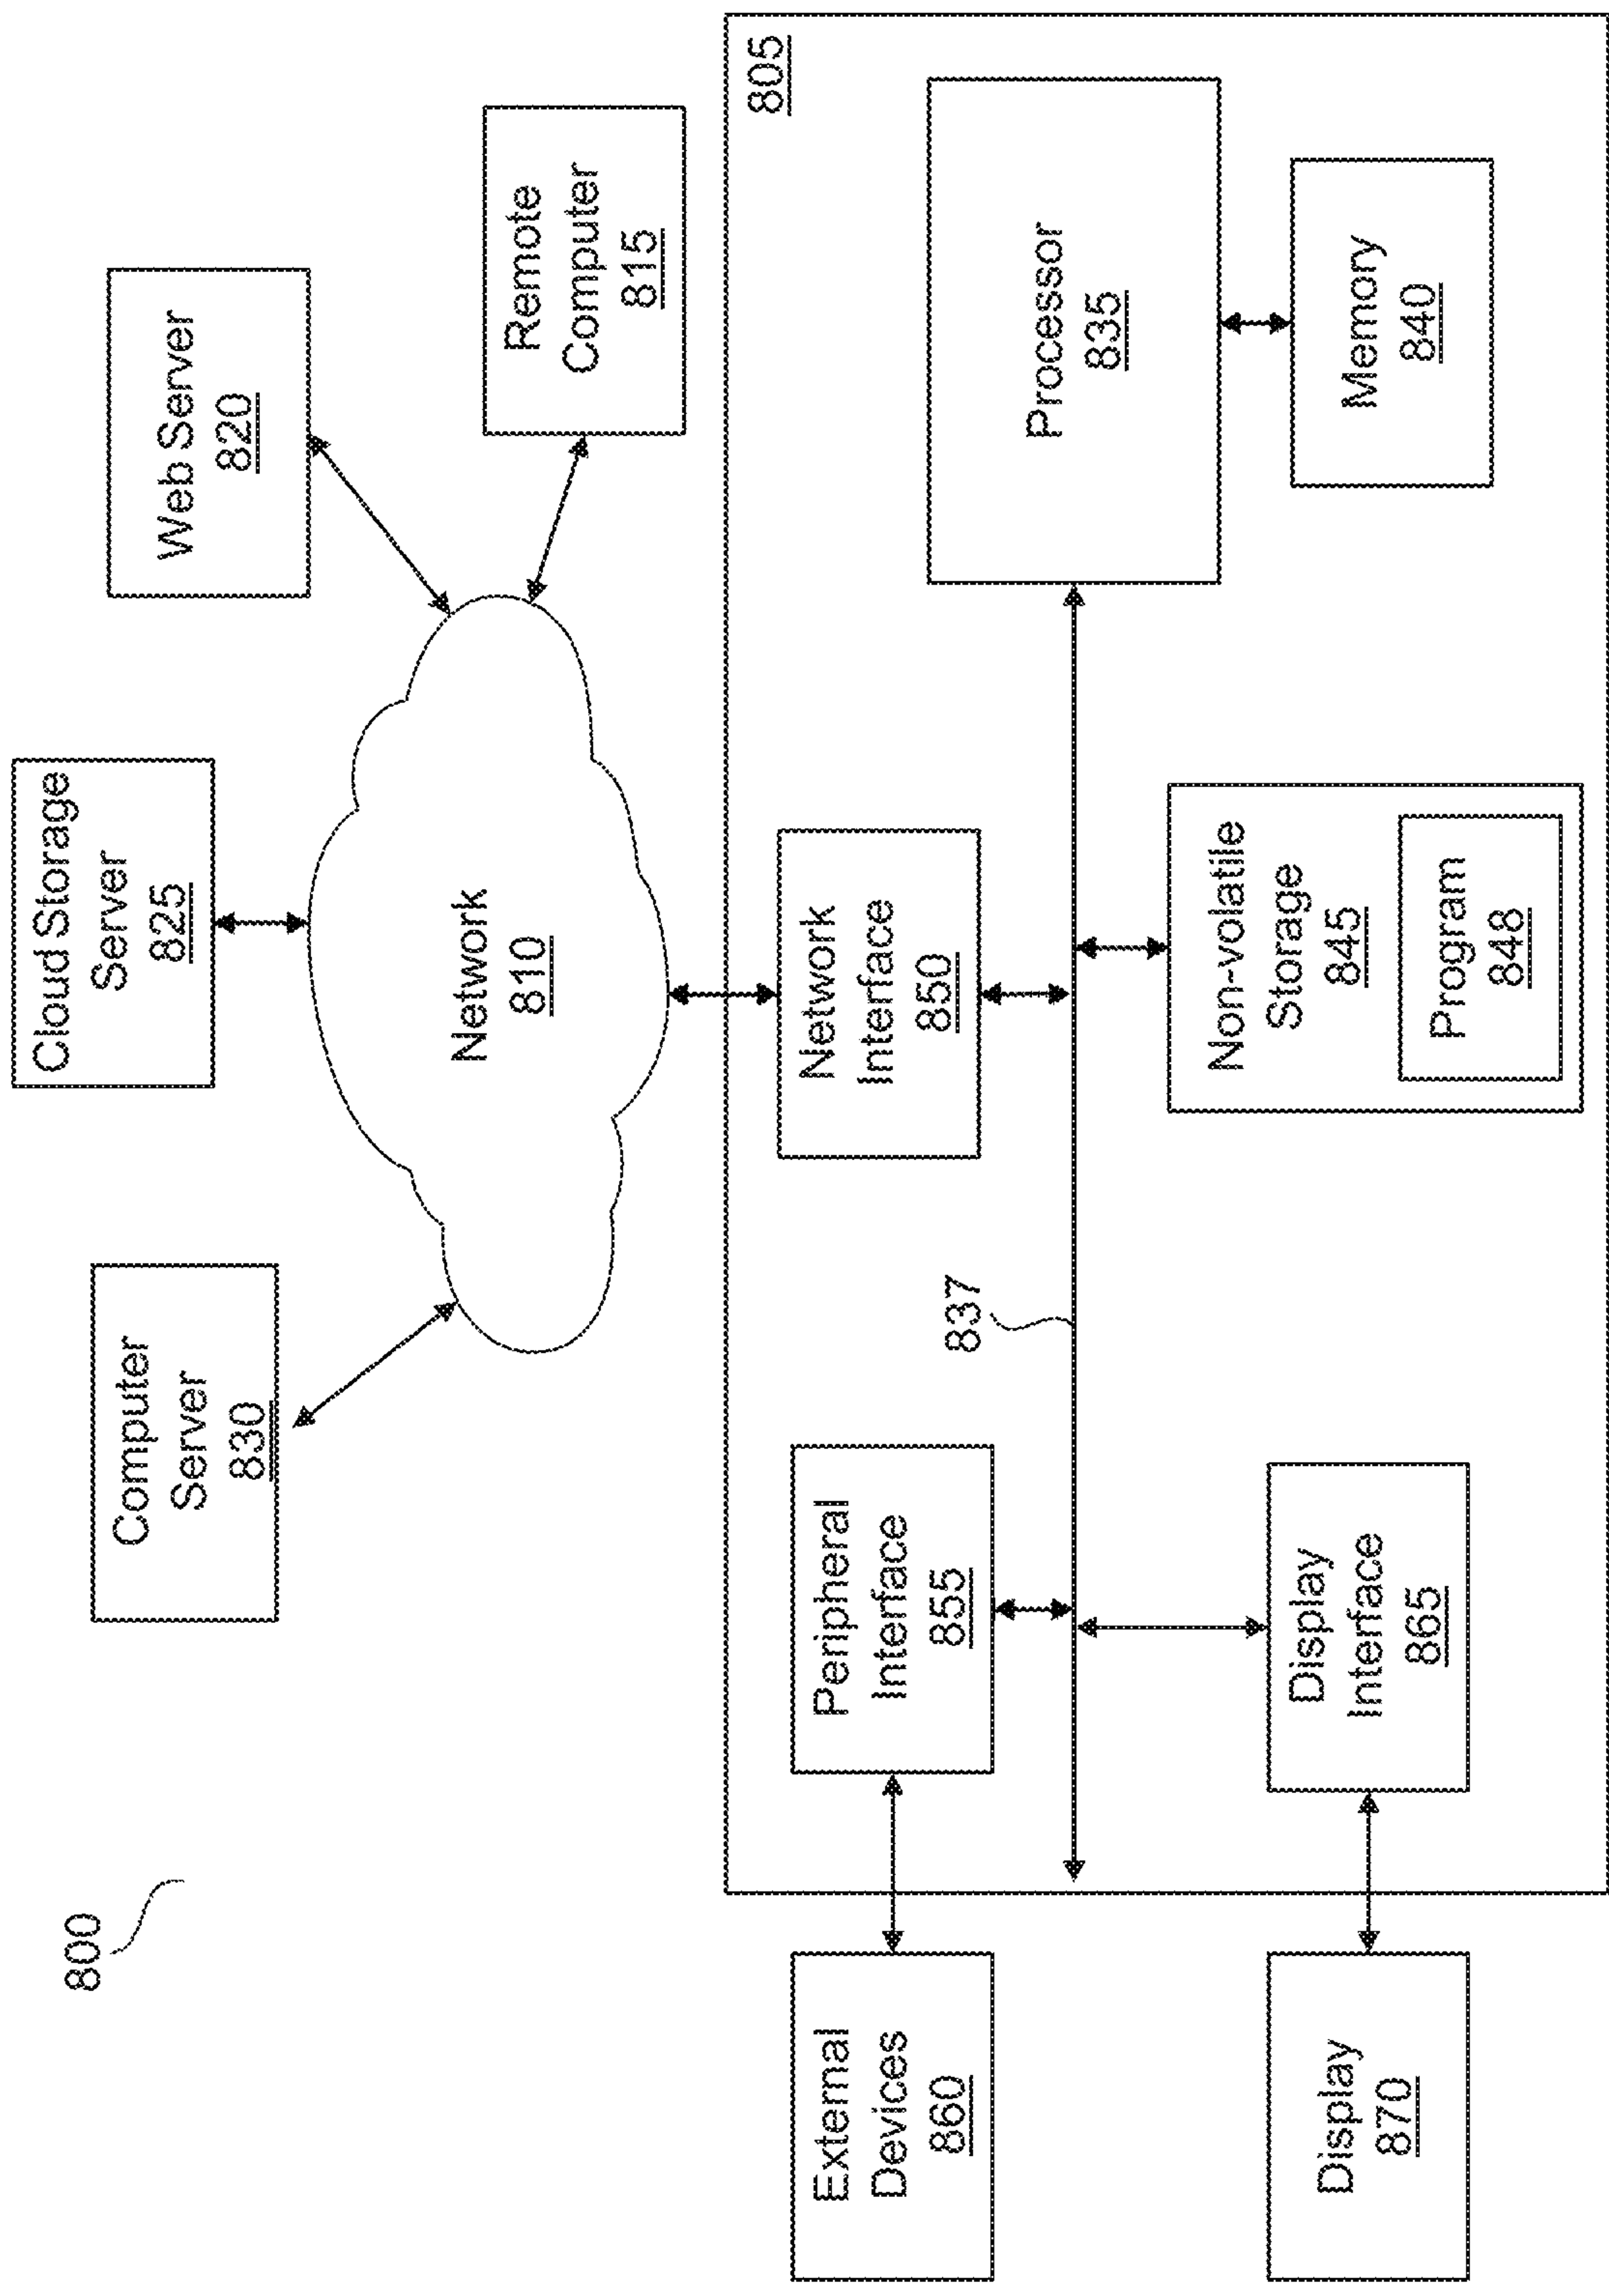 800
Computer
Server
830
Cloud Storage
Server
825
Web Server
820
Remote
Computer
815
Network
810
805
External
Devices
860
Peripheral
Interface
855
Network
Interface
850
837
Processor
835
Display
870
Display
Interface
865
Non-volatile
Storage
845
Program
848
Memory
840